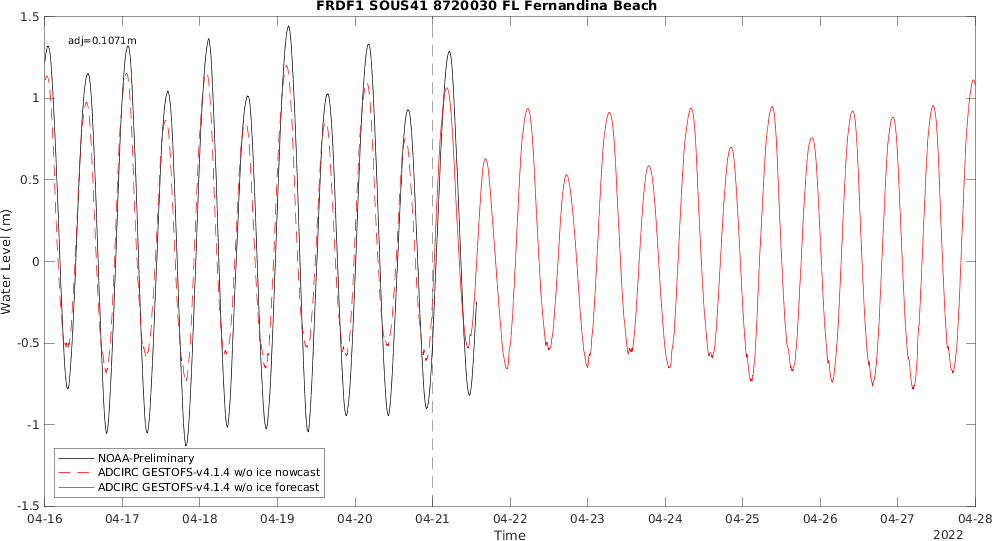 FRDF1 SOUS41 8720030 FL Fernandina Beach
adj=0.1071m
1.5
1
0.5
0
-0.5
-1
-1.5
Water Level (m)
NOAA-Preliminary
ADCIRC GESTOFS-v4.1.4 w/o ice nowcast
ADCIRC GESTOFS-v4.1.4 w/o ice forecast
04-16 04-17 04-18 04-19 04-20 04-21 04-22 04-23 04-24 04-25 04-26 04-27 04-28
Time
2022